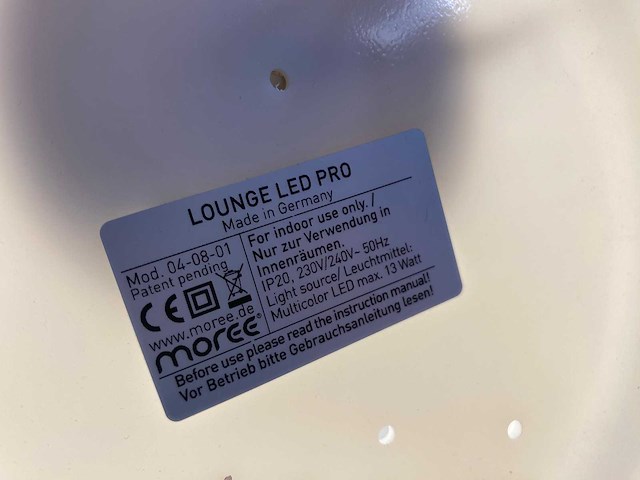 LOUNGE LED PRO
Made in Germany
Mod. 04-08-01
Patent pending
CE
www.moree.de
moree®
For indoor use only. /
Nur zur Verwendung in
Innenräumen.
IP20, 230V/240V~ 50Hz
Light source/ Leuchtmittel:
Multicolor LED max. 13 Watt
Before use please read the instruction manual!
Vor Betrieb bitte Gebrauchsanleitung lesen!